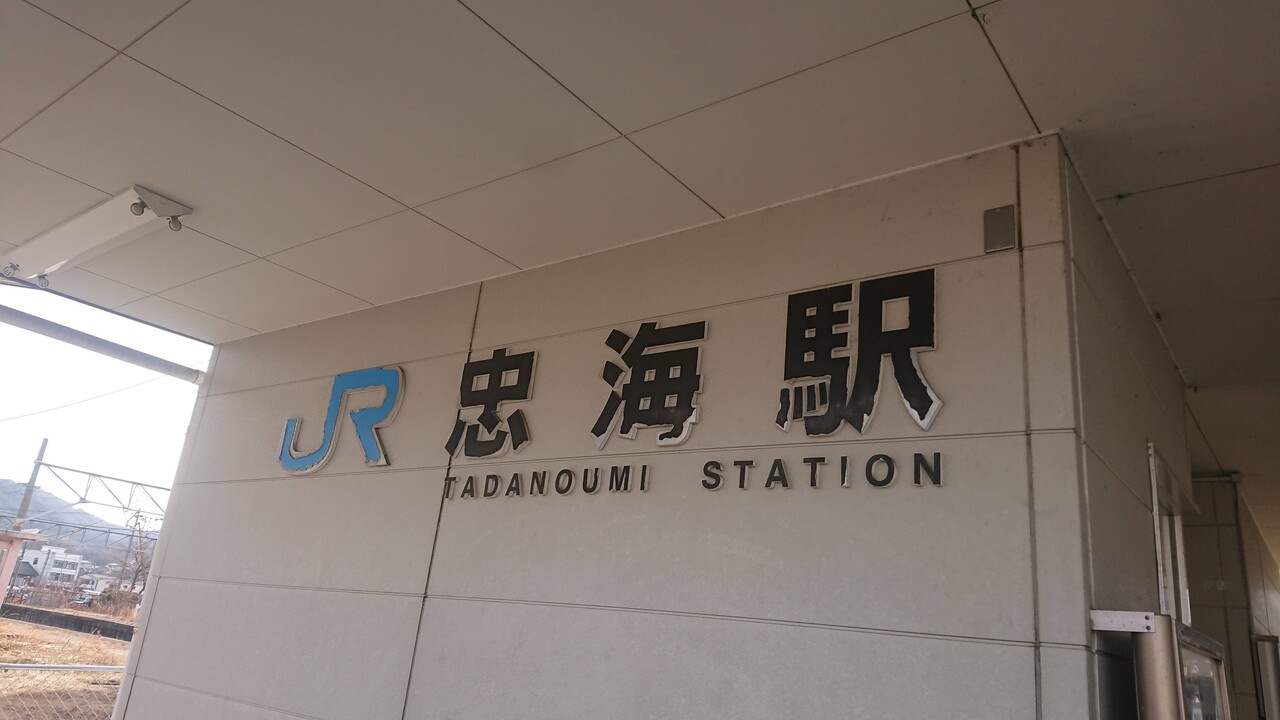 JR 忠海駅
TADANOUMI STATION